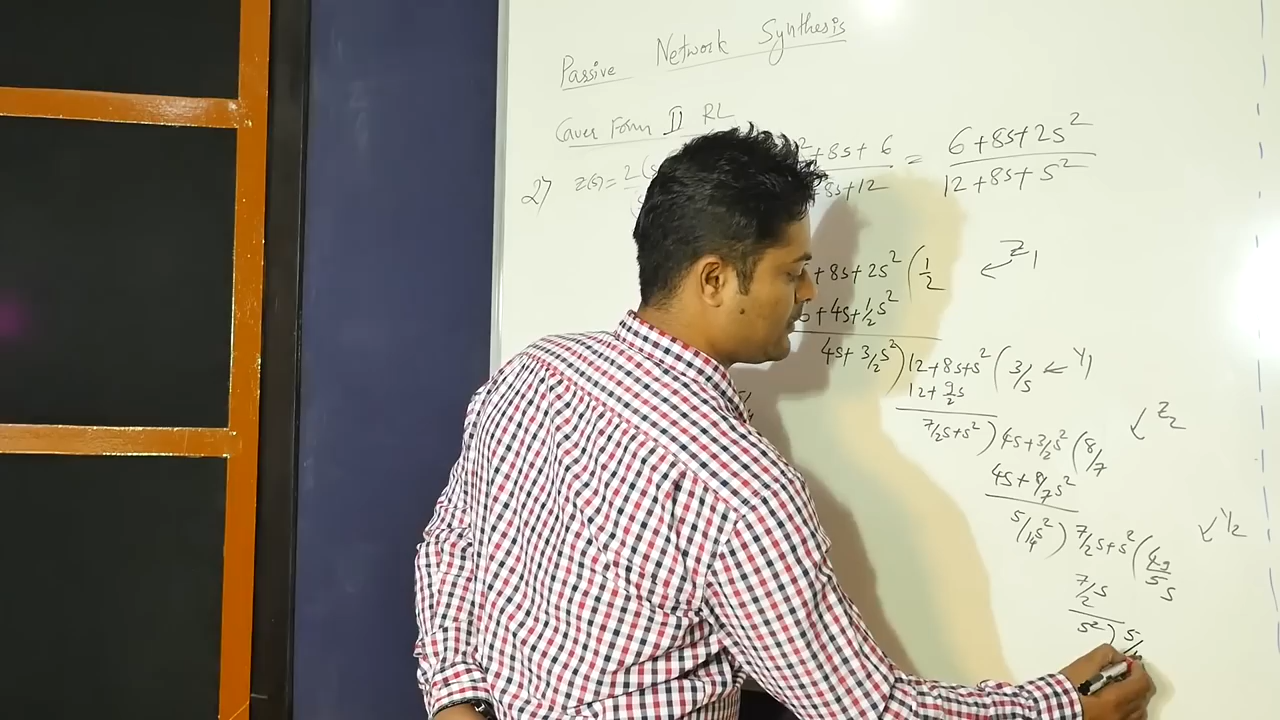 Passive Network Synthesis
Cauer Form II RL
27 Z(s) = 2(s +8s + 6 = 6 +8s+ 2s²
+8s+12 12 +8s+ s²
+ 8s+2s² ( 1/2 ← Z1
6 + 4s+ 1/2s²
4s+ 3/2s² ) 12+8s+s² ( 3/s ← Y1
12+ 9/2s
7/2s+s² ) 4s+3/2s² ( 8/7 ↙ Z2
4s+ 8/7s²
5/14s² ) 7/2s+s² ( 49/5s ↙ Y2
7/2s
s² ) 5/